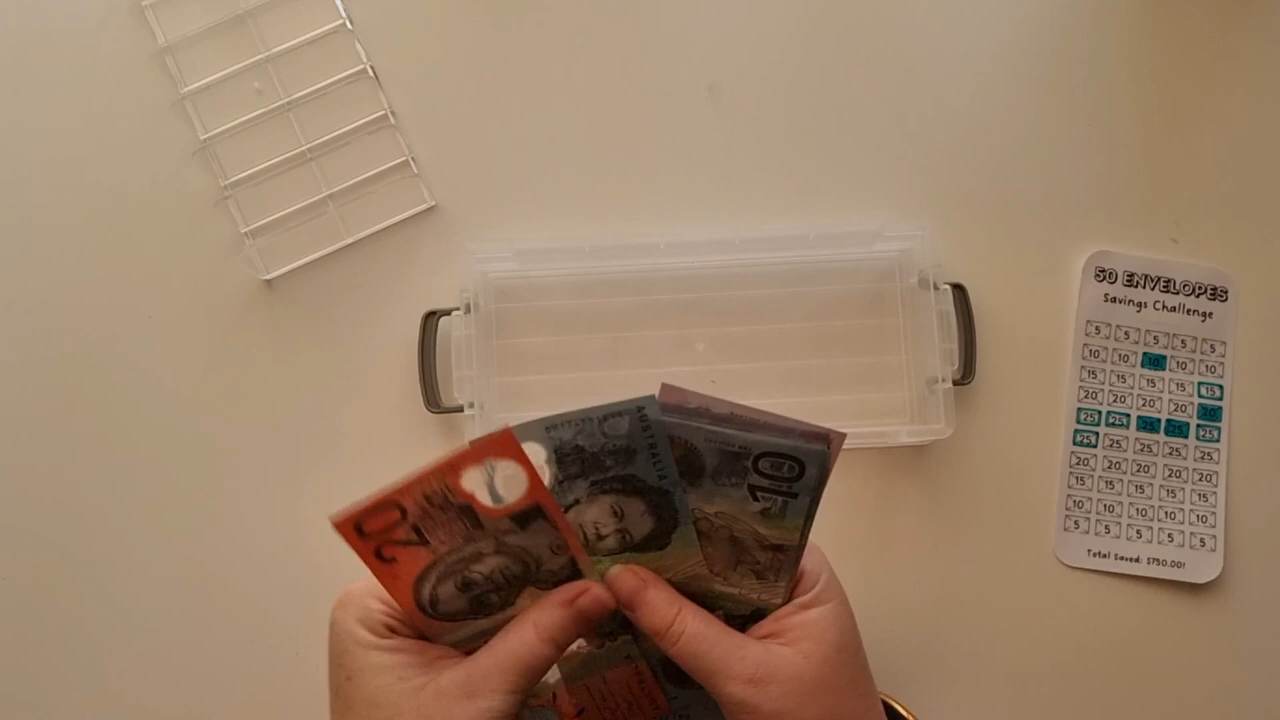 50 ENVELOPES
Savings Challenge
5 5 5 5 5
10 10 10 10 10
15 15 15 15 15
20 20 20 20 20
25 25 25 25 25
25 25 25 25 25
20 20 20 20 20
15 15 15 15 15
10 10 10 10 10
5 5 5 5 5
Total Saved: $750.00!
20
AUSTRALIA
10